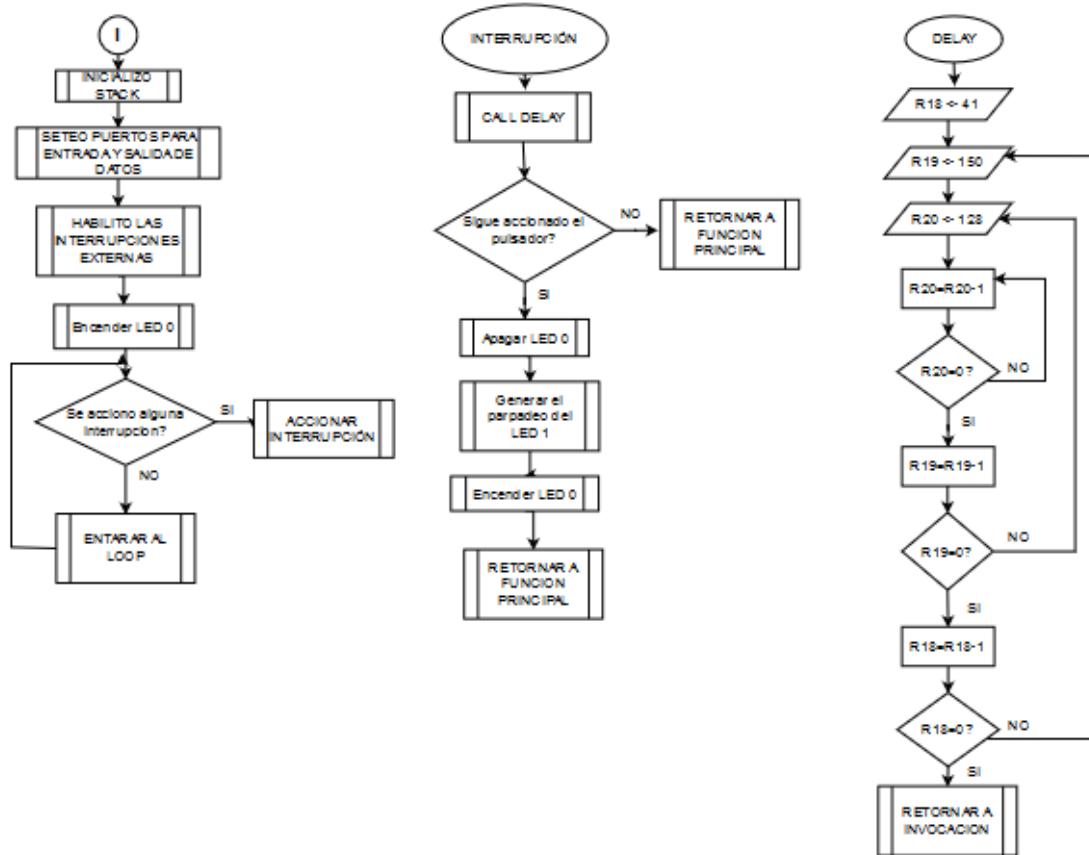 I
INICIALIZO
STACK
SETEO PUERTOS PARA
ENTRADA Y SALIDA DE
DATOS
HABILITO LAS
INTERRUPCIONES
EXTERNAS
Encender LED 0
Se acciono alguna
Interrupcion?
SI
ACCIONAR
INTERRUPCIÓN
NO
ENTARAR AL
LOOP
INTERRUPCIÓN
CALL DELAY
Sigue accionado el
pulsador?
NO
RETORNAR A
FUNCION
PRINCIPAL
SI
Apagar LED 0
Generar el
parpadeo del
LED 1
Encender LED 0
RETORNAR A
FUNCION
PRINCIPAL
DELAY
R18 <- 41
R19 <- 150
R20 <- 128
R20=R20-1
R20=0?
NO
SI
R19=R19-1
R19=0?
NO
SI
R18=R18-1
R18=0?
NO
SI
RETORNAR A
INVOCACION